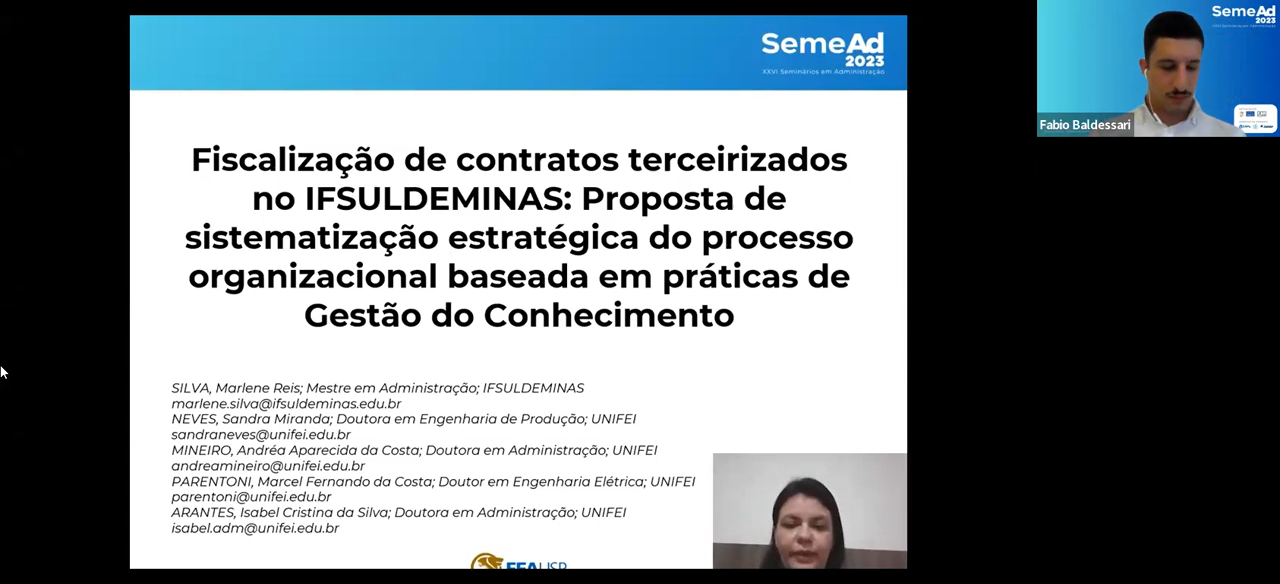 SemeAd
2023
XXVI Seminários em Administração
Fiscalização de contratos terceirizados
no IFSULDEMINAS: Proposta de
sistematização estratégica do processo
organizacional baseada em práticas de
Gestão do Conhecimento
SILVA, Marlene Reis; Mestre em Administração; IFSULDEMINAS
marlene.silva@ifsuldeminas.edu.br
NEVES, Sandra Miranda; Doutora em Engenharia de Produção; UNIFEI
sandraneves@unifei.edu.br
MINEIRO, Andréa Aparecida da Costa; Doutora em Administração; UNIFEI
andreamineiro@unifei.edu.br
PARENTONI, Marcel Fernando da Costa; Doutor em Engenharia Elétrica; UNIFEI
parentoni@unifei.edu.br
ARANTES, Isabel Cristina da Silva; Doutora em Administração; UNIFEI
isabel.adm@unifei.edu.br
FEAUSP
SemeAd
2023
Fabio Baldessari